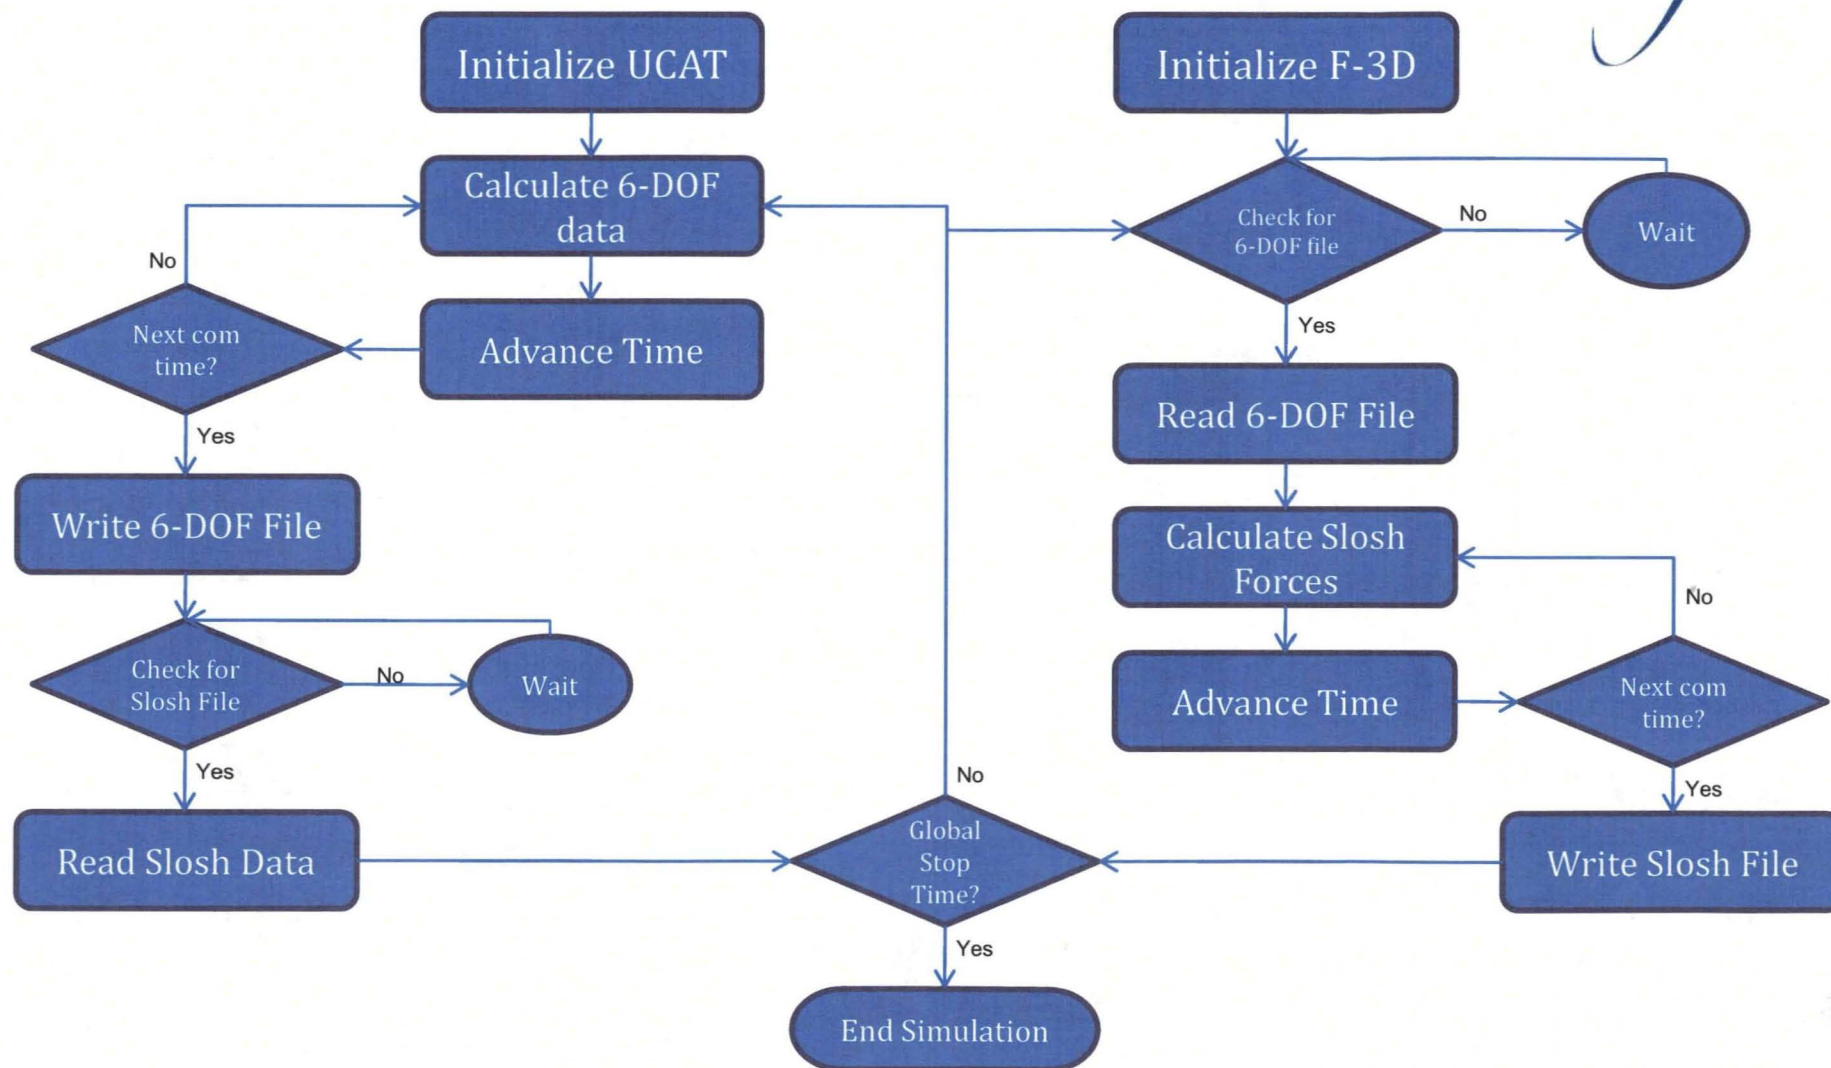 Initialize UCAT
Calculate 6-DOF
data
No
Next com
time?
Advance Time
Yes
Write 6-DOF File
Check for
Slosh File
No
Wait
Yes
Read Slosh Data
Initialize F-3D
Check for
6-DOF file
No
Wait
Yes
Read 6-DOF File
Calculate Slosh
Forces
No
Advance Time
Next com
time?
Yes
Write Slosh File
No
Global
Stop
Time?
Yes
End Simulation